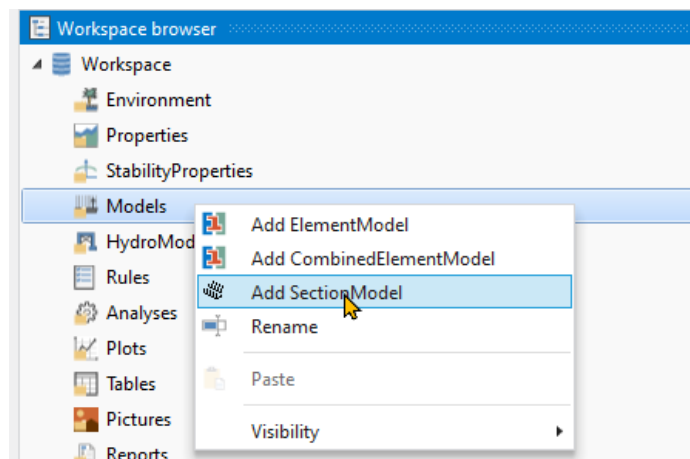 Workspace browser
Workspace
Environment
Properties
StabilityProperties
Models
Add ElementModel
HydroMod
Add CombinedElementModel
Rules
Add SectionModel
Analyses
Rename
Plots
Tables
Paste
Pictures
Visibility
Reports